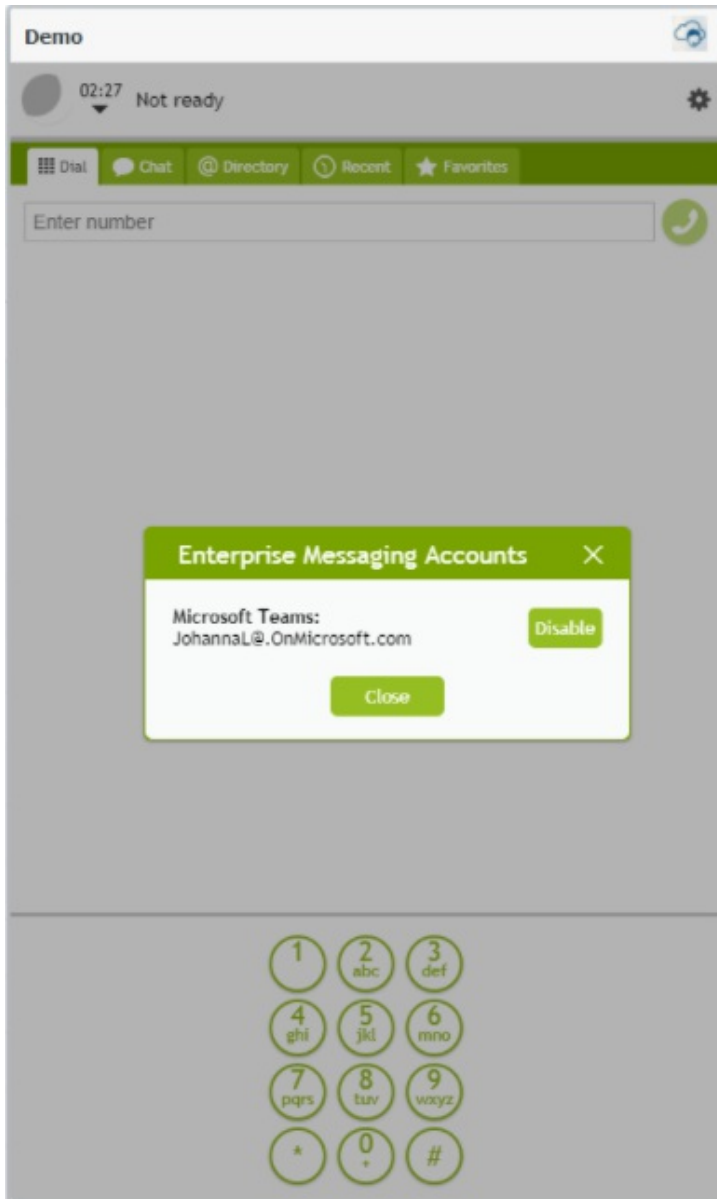 Demo
02:27 Not ready
Dial Chat @ Directory Recent Favorites
Enter number
Enterprise Messaging Accounts
Microsoft Teams:
JohannaL@.OnMicrosoft.com
Disable
Close
1 2 3
abc def
4 5 6
ghi jkl mno
7 8 9
pqrs tuv wxyz
* 0 #
+